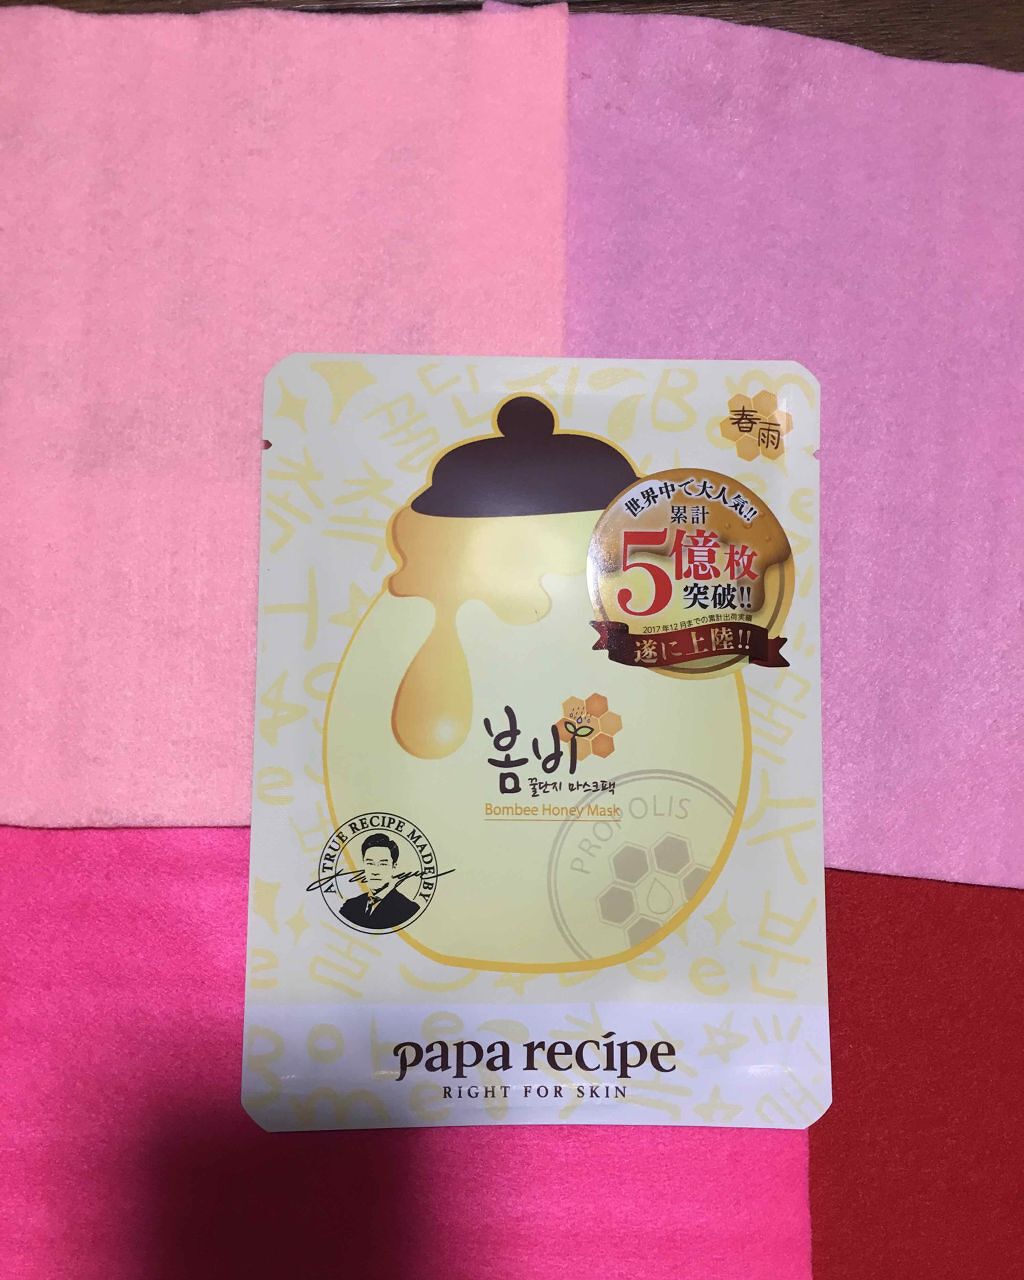 春雨
世界中で大人気!!
累計
5億枚
突破!!
2017年12月までの累計出荷実績
遂に上陸!!
봄비
꿀단지 마스크팩
Bombee Honey Mask
PROPOLIS
A TRUE RECIPE MADE BY
papa recipe
RIGHT FOR SKIN